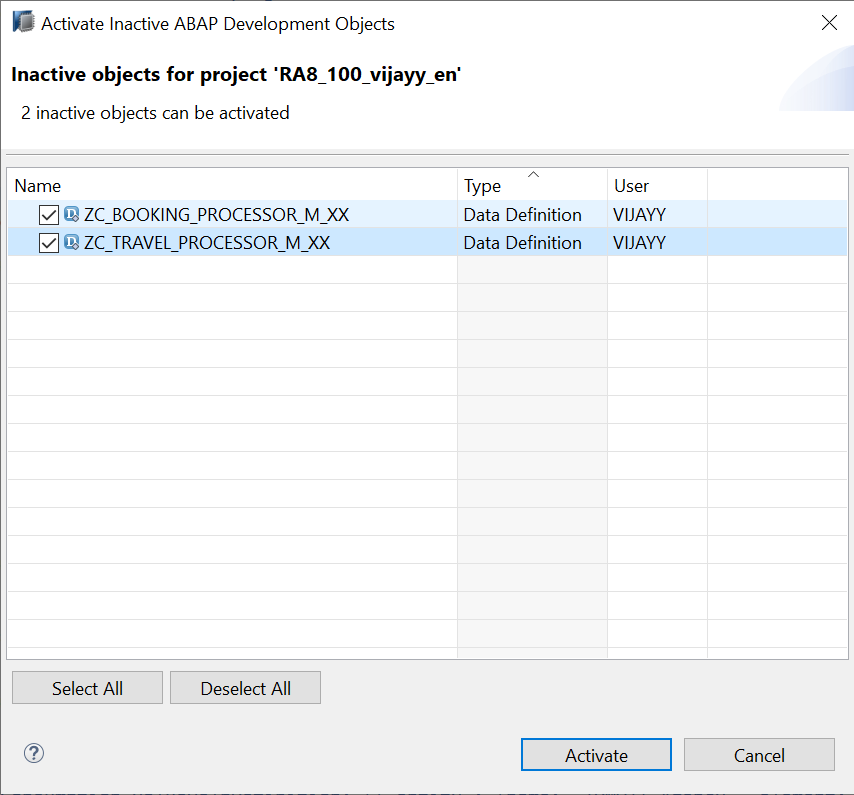 Activate Inactive ABAP Development Objects
Inactive objects for project 'RA8_100_vijayy_en'
2 inactive objects can be activated
Name Type User
ZC_BOOKING_PROCESSOR_M_XX Data Definition VIJAYY
ZC_TRAVEL_PROCESSOR_M_XX Data Definition VIJAYY
Select All Deselect All
?
Activate Cancel